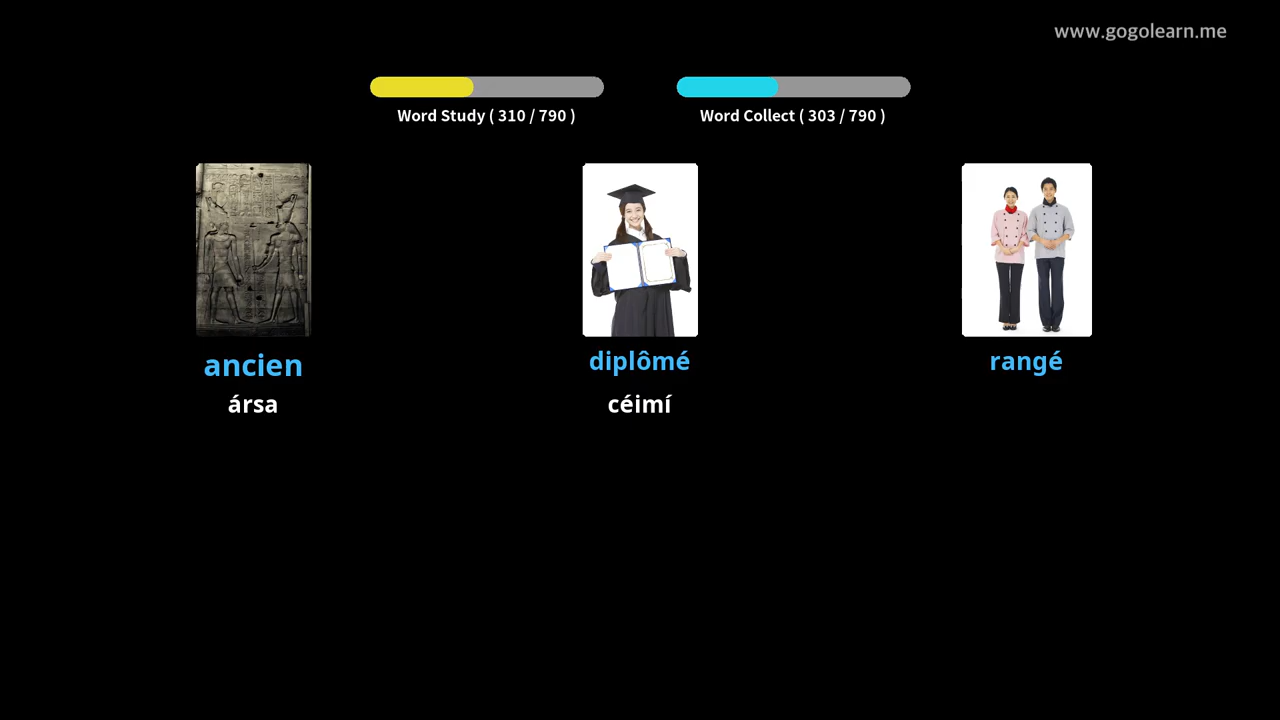 www.gogolearn.me
Word Study ( 310 / 790 )
Word Collect ( 303 / 790 )
ancien
diplômé
rangé
ársa
céimí